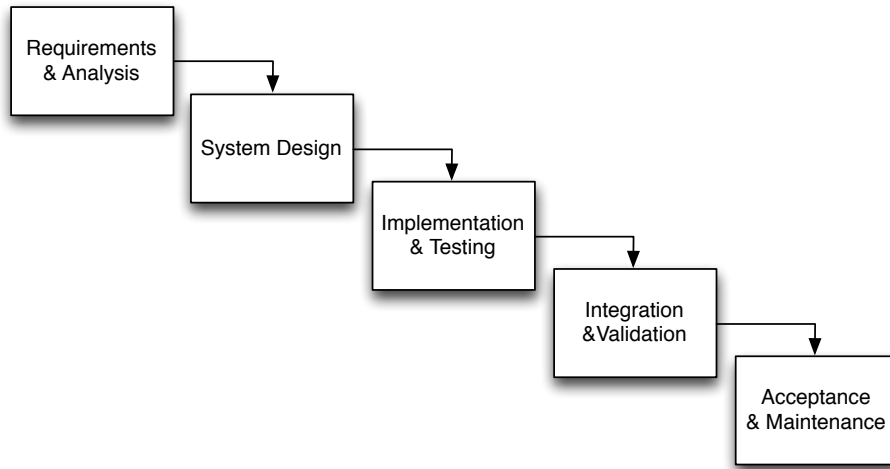 Requirements
& Analysis
System Design
Implementation
& Testing
Integration
&Validation
Acceptance
& Maintenance